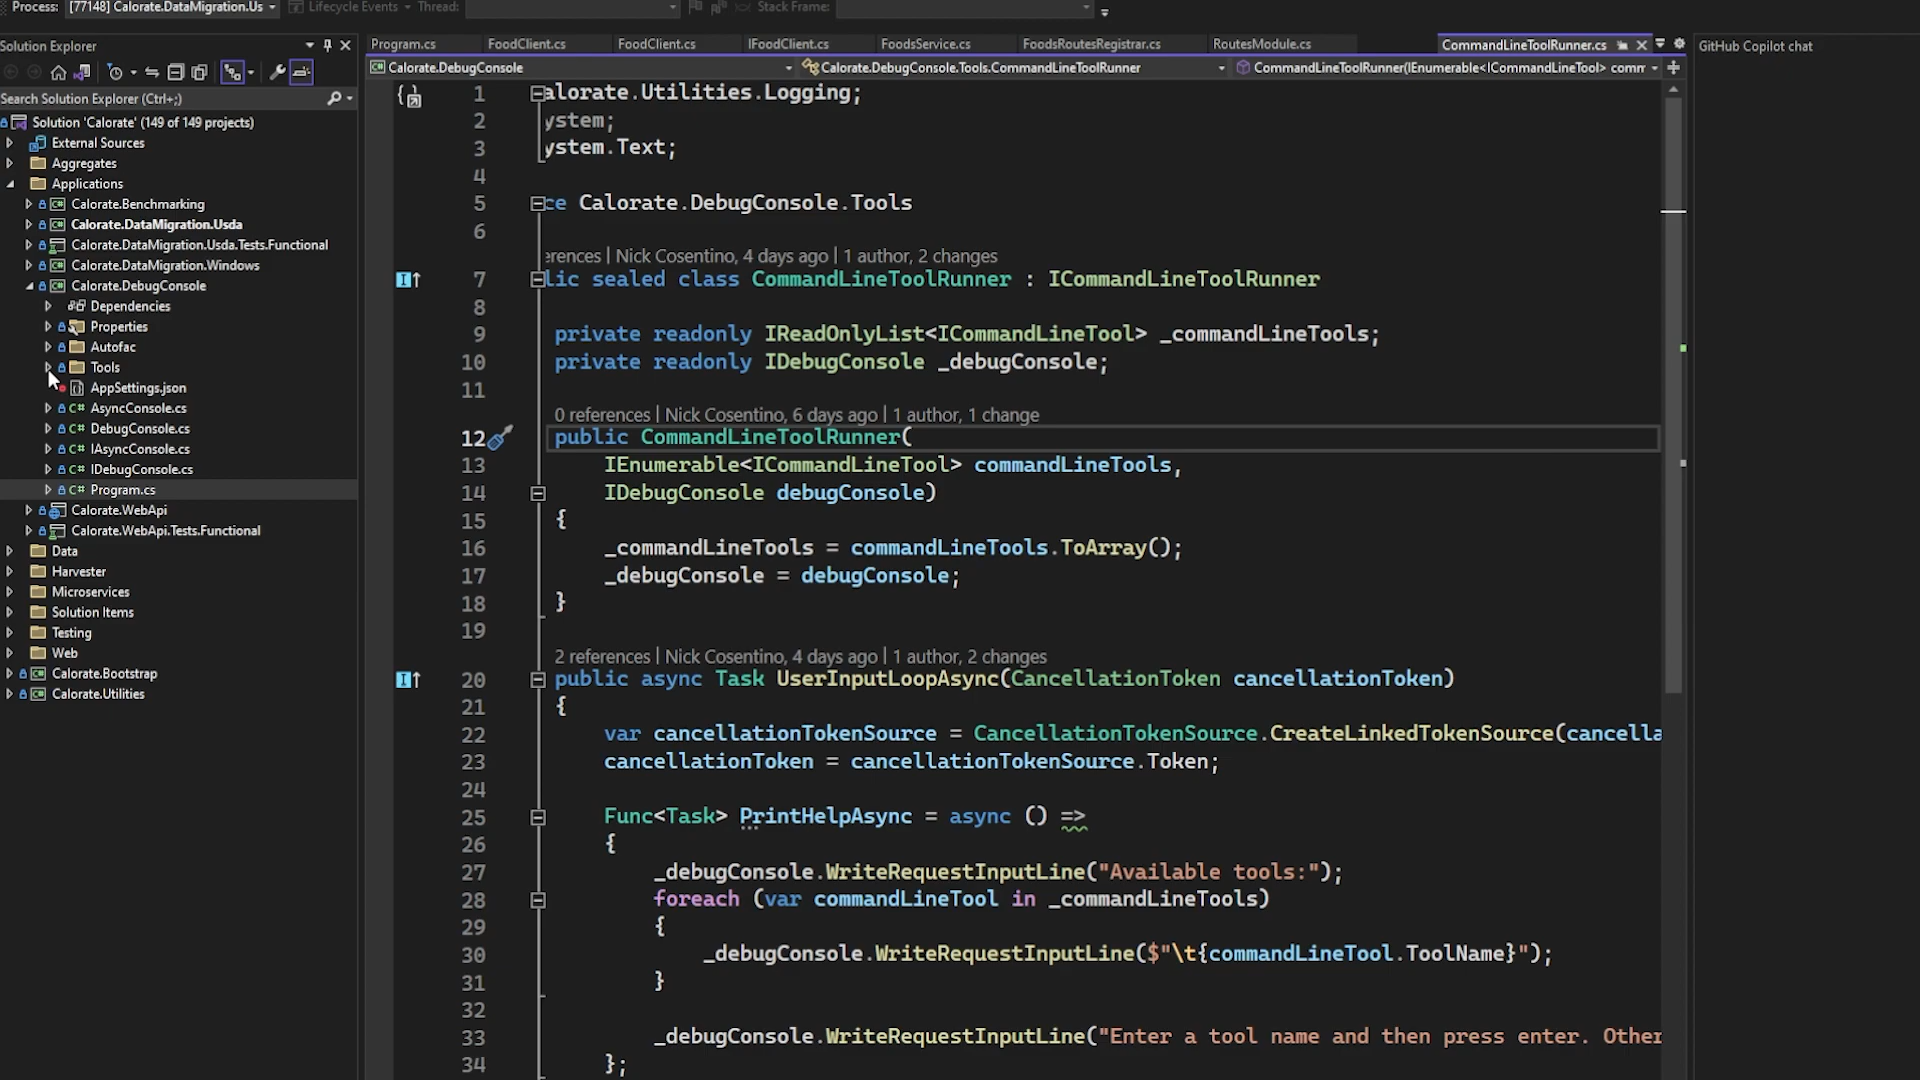 Process: [77148] Calorate.DataMigration.Us Lifecycle Events Thread: Stack Frame:
Solution Explorer
Search Solution Explorer (Ctrl+;)
Solution 'Calorate' (149 of 149 projects)
External Sources
Aggregates
Applications
Calorate.Benchmarking
Calorate.DataMigration.Usda
Calorate.DataMigration.Usda.Tests.Functional
Calorate.DataMigration.Windows
Calorate.DebugConsole
Dependencies
Properties
Autofac
Tools
AppSettings.json
C# AsyncConsole.cs
C# DebugConsole.cs
C# IAsyncConsole.cs
C# IDebugConsole.cs
C# Program.cs
Calorate.WebApi
Calorate.WebApi.Tests.Functional
Data
Harvester
Microservices
Solution Items
Testing
Web
Calorate.Bootstrap
Calorate.Utilities
Program.cs FoodClient.cs FoodClient.cs IFoodClient.cs FoodsService.cs FoodsRoutesRegistrar.cs RoutesModule.cs CommandLineToolRunner.cs
Calorate.DebugConsole Calorate.DebugConsole.Tools.CommandLineToolRunner CommandLineToolRunner(IEnumerable<ICommandLineTool> comm
1 alorate.Utilities.Logging;
2 ystem;
3 ystem.Text;
4
5 ce Calorate.DebugConsole.Tools
6
erences | Nick Cosentino, 4 days ago | 1 author, 2 changes
7 lic sealed class CommandLineToolRunner : ICommandLineToolRunner
8
9 private readonly IReadOnlyList<ICommandLineTool> _commandLineTools;
10 private readonly IDebugConsole _debugConsole;
11
0 references | Nick Cosentino, 6 days ago | 1 author, 1 change
12 public CommandLineToolRunner(
13 IEnumerable<ICommandLineTool> commandLineTools,
14 IDebugConsole debugConsole)
15 {
16 _commandLineTools = commandLineTools.ToArray();
17 _debugConsole = debugConsole;
18 }
19
2 references | Nick Cosentino, 4 days ago | 1 author, 2 changes
20 public async Task UserInputLoopAsync(CancellationToken cancellationToken)
21 {
22 var cancellationTokenSource = CancellationTokenSource.CreateLinkedTokenSource(cancella
23 cancellationToken = cancellationTokenSource.Token;
24
25 Func<Task> PrintHelpAsync = async () =>
26 {
27 _debugConsole.WriteRequestInputLine("Available tools:");
28 foreach (var commandLineTool in _commandLineTools)
29 {
30 _debugConsole.WriteRequestInputLine($"\t{commandLineTool.ToolName}");
31 }
32
33 _debugConsole.WriteRequestInputLine("Enter a tool name and then press enter. Other
34 };
GitHub Copilot chat